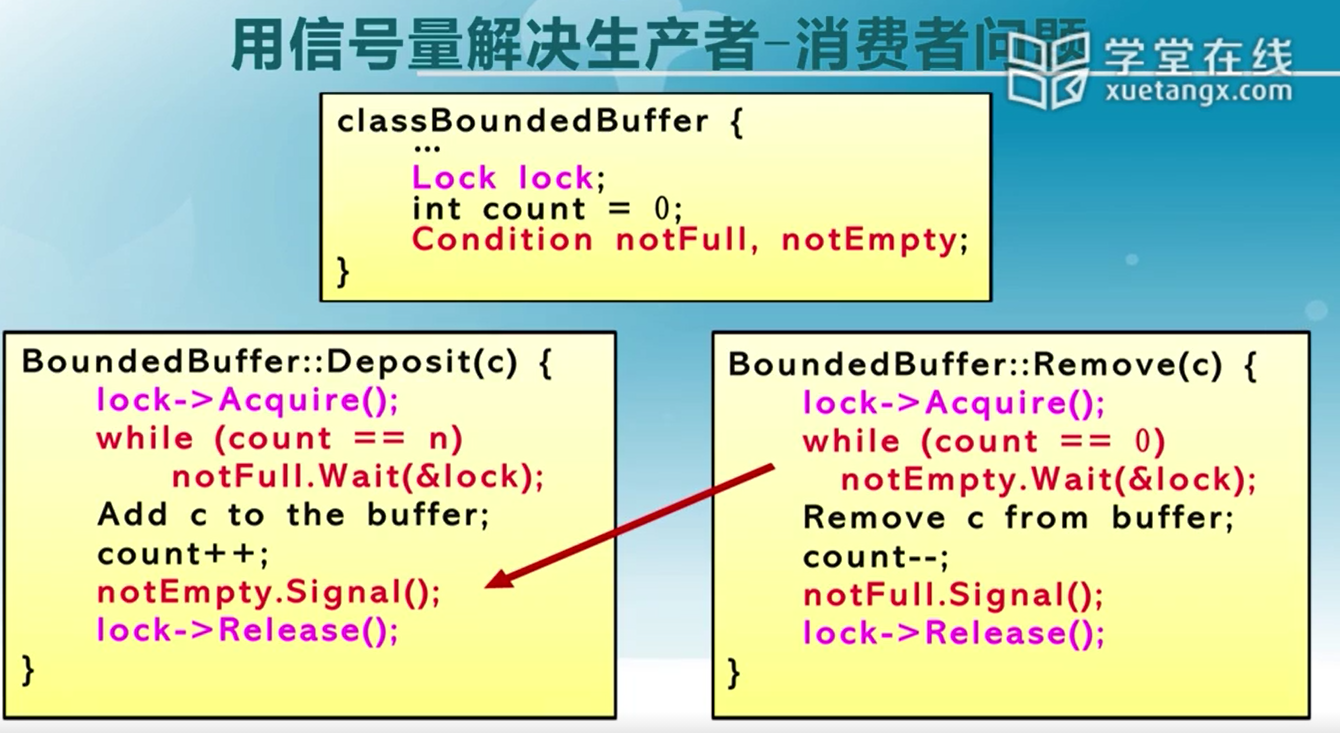 用信号量解决生产者-消费者问题
学堂在线
xuetangx.com
classBoundedBuffer {
…
Lock lock;
int count = 0;
Condition notFull, notEmpty;
}
BoundedBuffer::Deposit(c) {
lock->Acquire();
while (count == n)
notFull.Wait(&lock);
Add c to the buffer;
count++;
notEmpty.Signal();
lock->Release();
}
BoundedBuffer::Remove(c) {
lock->Acquire();
while (count == 0)
notEmpty.Wait(&lock);
Remove c from buffer;
count--;
notFull.Signal();
lock->Release();
}